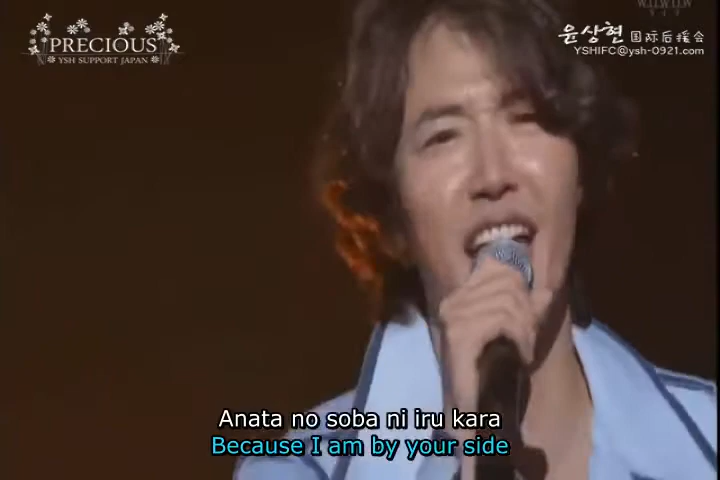 PRECIOUS
YSH SUPPORT JAPAN
윤상현 国际后援会
YSHIFC@ysh-0921.com
Anata no soba ni iru kara
Because I am by your side